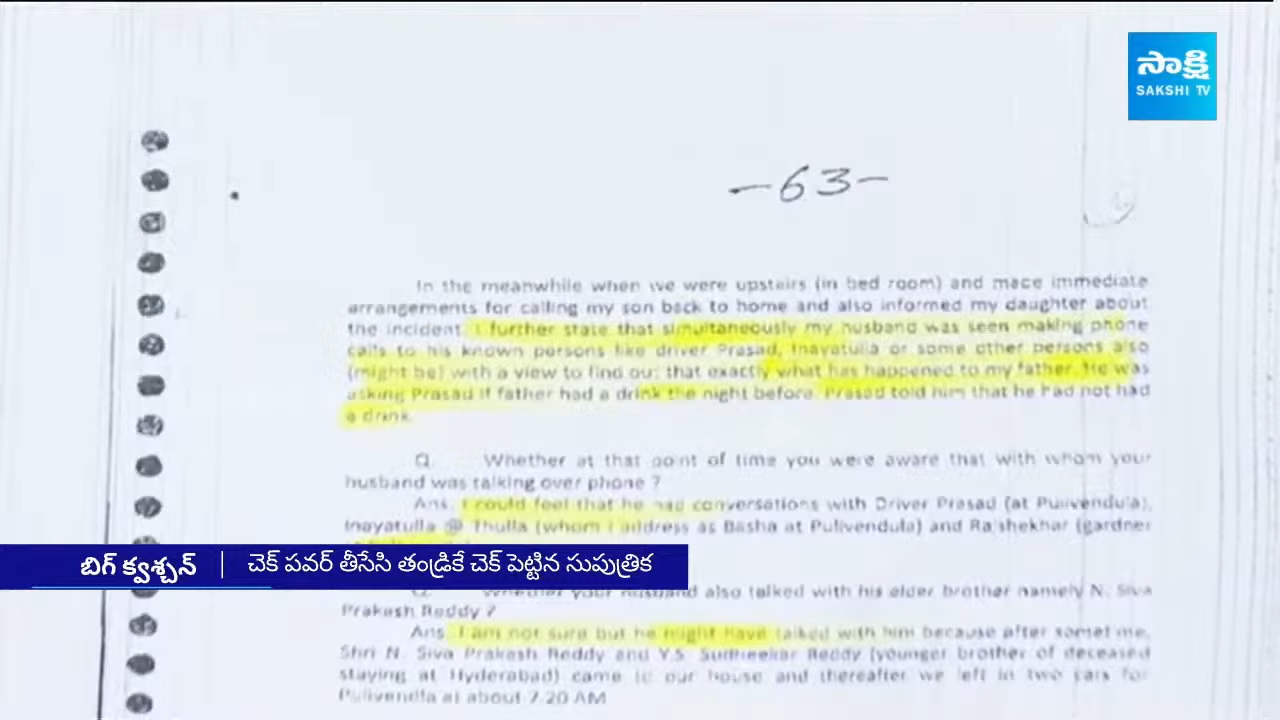 సాక్షి
SAKSHI TV
-63-
In the meanwhile when we were upstairs (in bed room) and mace immediate
arrangements for calling my son back to home and also informed my daughter about
the incident. I further state that simultaneously my husband was seen making phone
calls to his known persons like driver Prasad, Inayatulla or some other persons also
(might be) with a view to find out that exactly what has happened to my father. He was
asking Prasad if father had a drink the night before. Prasad told him that he had not had
a drink.
Q. Whether at that point of time you were aware that with whom your
husband was talking over phone ?
Ans. I could feel that he had conversations with Driver Prasad (at Pulivendula),
Inayatulla @ Thulla (whom I address as Basha at Pulivendula) and Rajshekhar (gardner
బిగ్ క్వశ్చన్ | చెక్ పవర్ తీసేసి తండ్రికే చెక్ పెట్టిన సుపుత్రిక
Q. Whether your husband also talked with his elder brother namely N. Siva
Prakash Reddy ?
Ans. I am not sure but he might have talked with him because after sometime,
Shri N. Siva Prakash Reddy and Y.S. Sudheekar Reddy (younger brother of deceased
staying at Hyderabad) came to our house and thereafter we left in two cars for
Pulivendla at about 7.20 AM